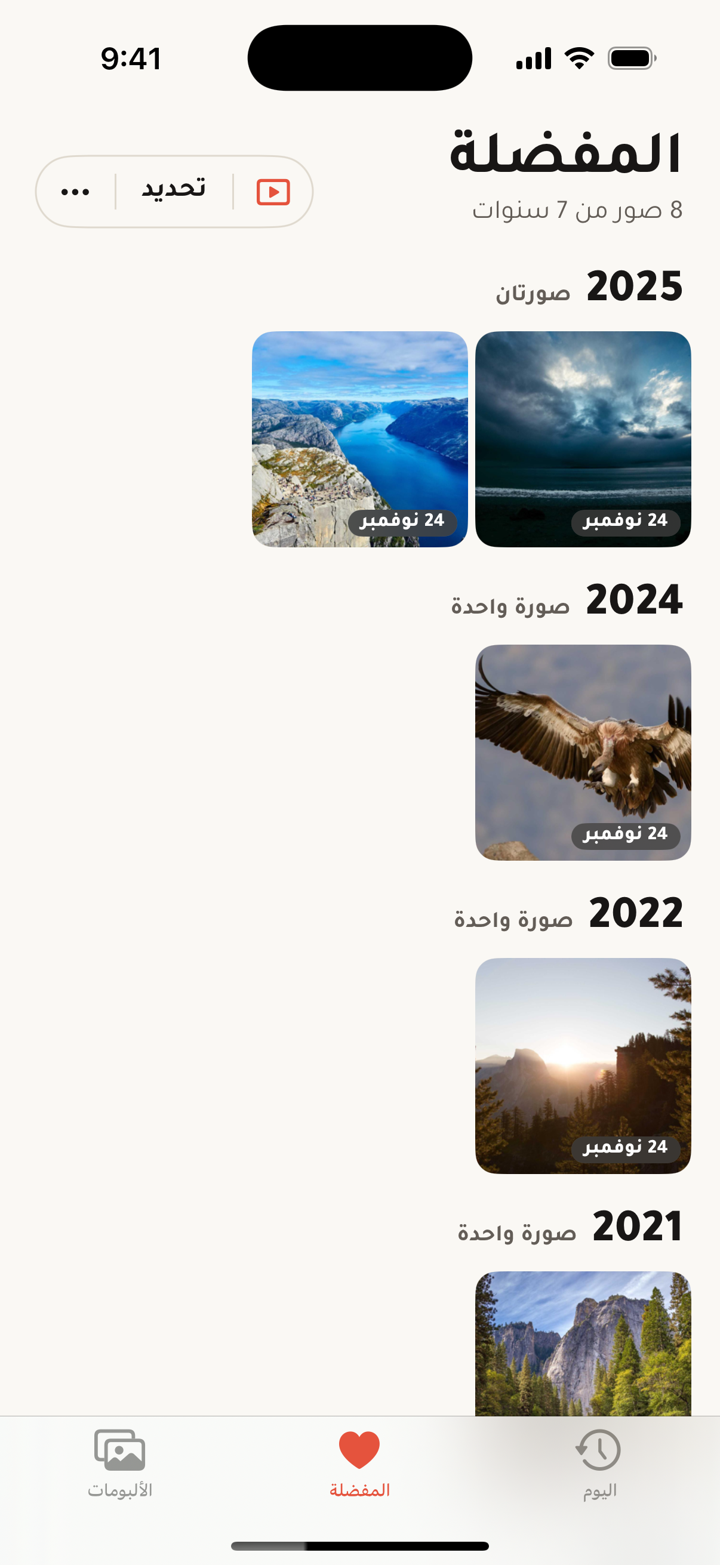 9:41
المفضلة
8 صور من 7 سنوات
تحديد
2025 صورتان
24 نوفمبر
24 نوفمبر
2024 صورة واحدة
24 نوفمبر
2022 صورة واحدة
24 نوفمبر
2021 صورة واحدة
اليوم
المفضلة
الألبومات